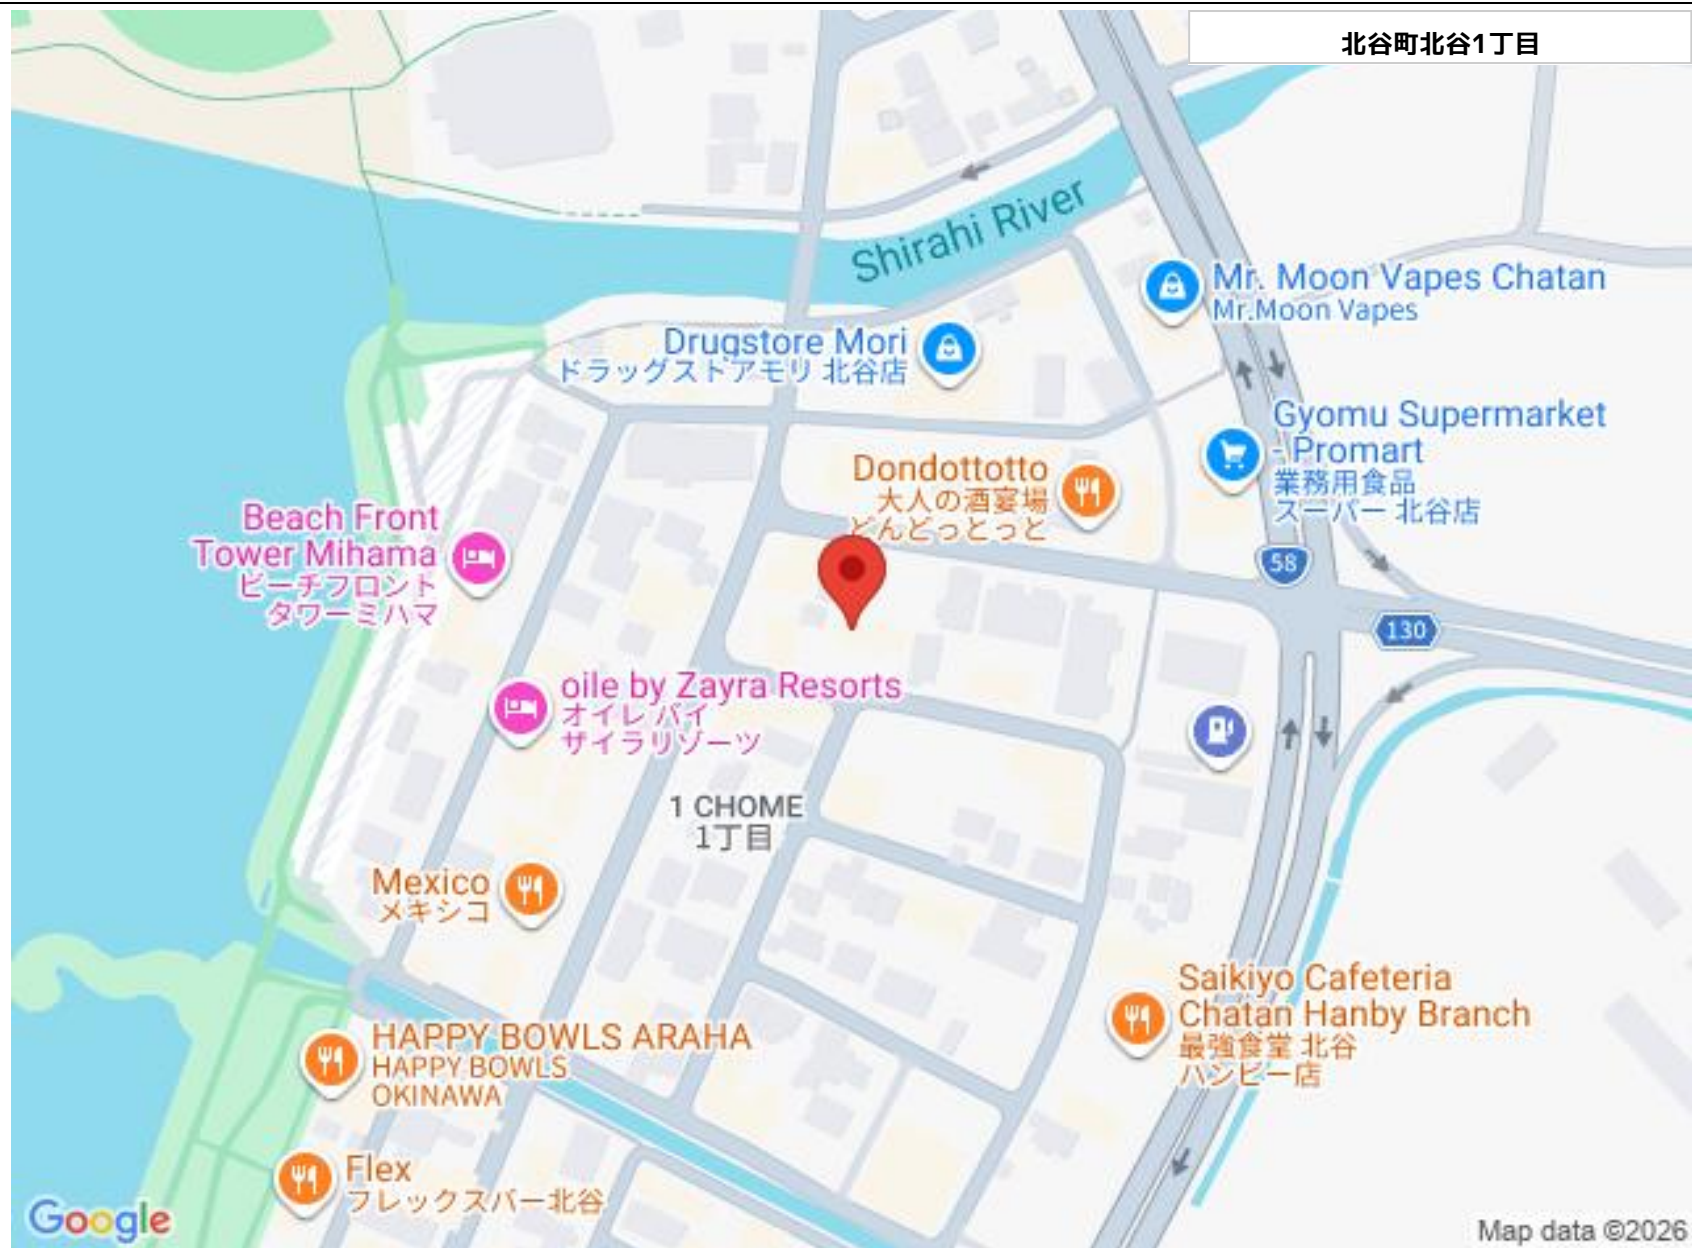 北谷町北谷1丁目
Shirahi River
Mr. Moon Vapes Chatan
Mr.Moon Vapes
Drugstore Mori
ドラッグストアモリ 北谷店
Gyomu Supermarket
- Promart
業務用食品
スーパー 北谷店
Dondottotto
大人の酒宴場
どんどっとっと
Beach Front
Tower Mihama
ビーチフロント
タワーミハマ
58
130
oile by Zayra Resorts
オイレ バイ
ザイラリゾーツ
1 CHOME
1丁目
Mexico
メキシコ
Saikiyo Cafeteria
Chatan Hanby Branch
最強食堂 北谷
ハンビー店
HAPPY BOWLS ARAHA
HAPPY BOWLS
OKINAWA
Flex
フレックスバー北谷
Google
Map data ©2026